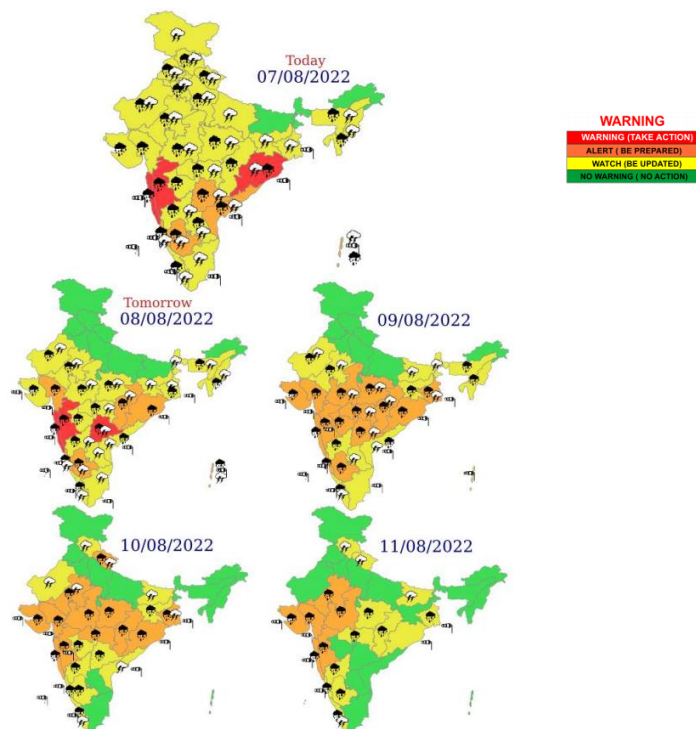 Today
07/08/2022
WARNING
WARNING (TAKE ACTION)
ALERT ( BE PREPARED)
WATCH (BE UPDATED)
NO WARNING ( NO ACTION)
Tomorrow
08/08/2022
09/08/2022
10/08/2022
11/08/2022